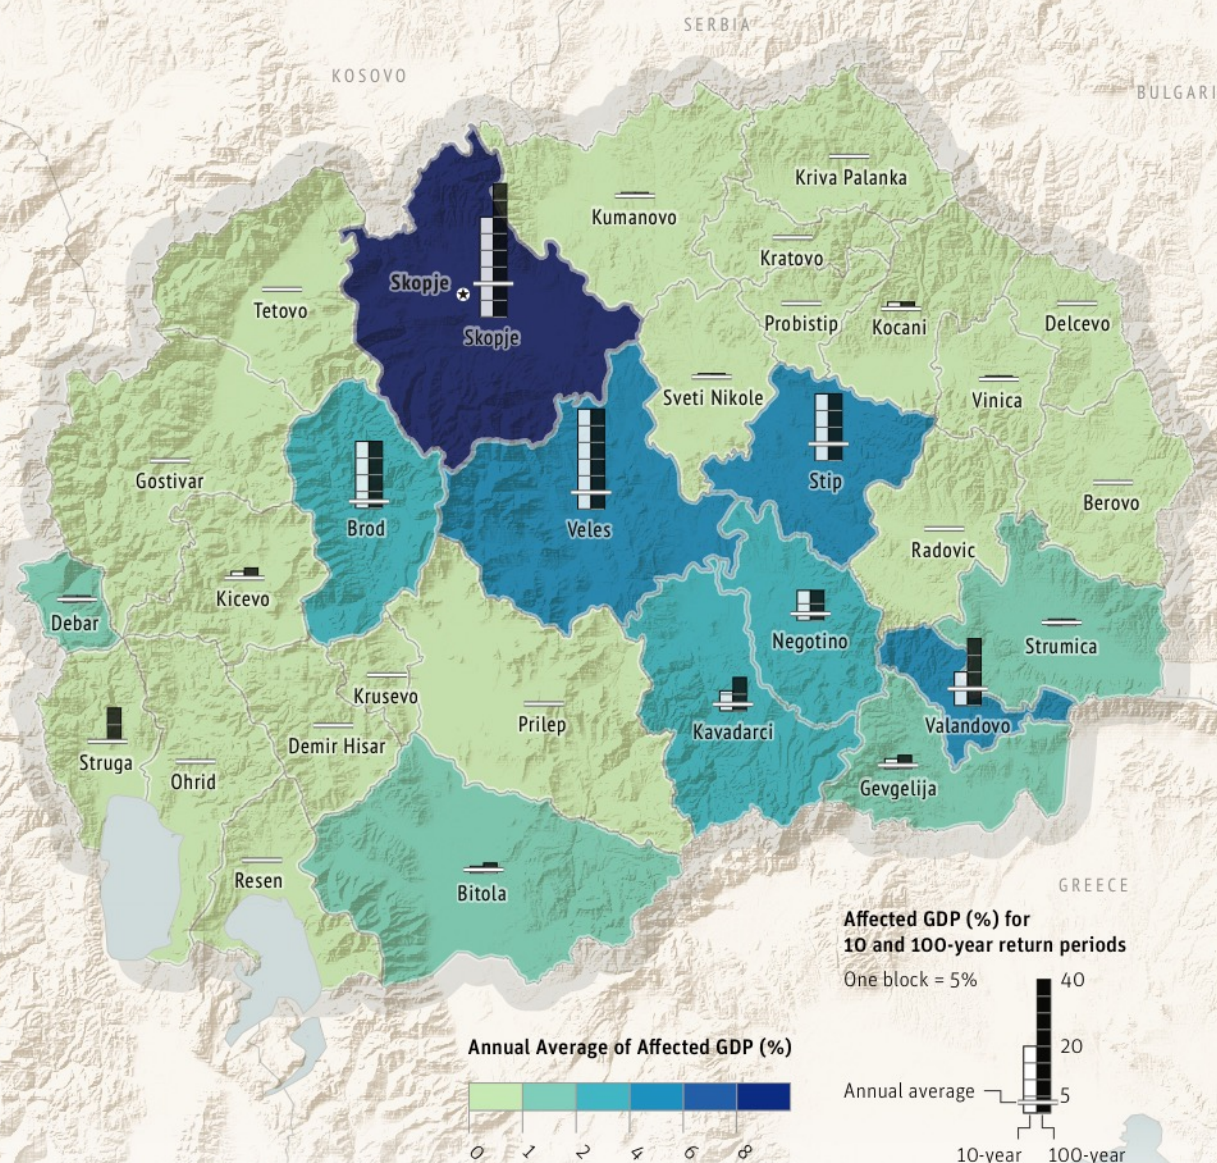 SERBIA
KOSOVO
BULGARI
Kriva Palanka
Kumanovo
Kratovo
Skopje
Tetovo
Skopje
Probistip
Kocani
Delcevo
Sveti Nikole
Vinica
Gostivar
Stip
Berovo
Brod
Veles
Radovic
Kicevo
Debar
Negotino
Strumica
Krusevo
Prilep
Kavadarci
Valandovo
Demir Hisar
Struga
Ohrid
Gevgelija
Resen
Bitola
GREECE
Affected GDP (%) for
10 and 100-year return periods
One block = 5%
40
20
Annual average
5
10-year
100-year
Annual Average of Affected GDP (%)
0 1 2 4 6 8